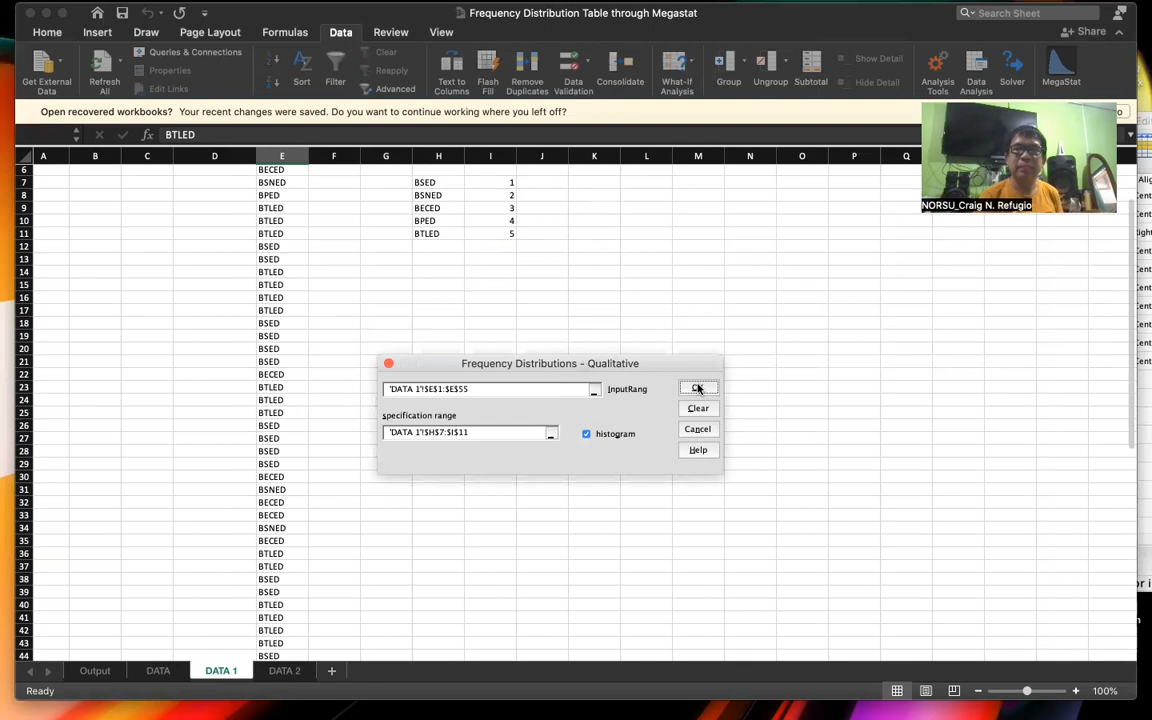 Frequency Distribution Table through Megastat
Search Sheet
Home Insert Draw Page Layout Formulas Data Review View
Share
Get External Data
Refresh All
Queries & Connections
Properties
Edit Links
Sort
Filter
Clear
Reapply
Advanced
Text to Columns
Flash Fill
Remove Duplicates
Data Validation
Consolidate
What-If Analysis
Group
Ungroup
Subtotal
Show Detail
Hide Detail
Analysis Tools
Data Analysis
Solver
MegaStat
Open recovered workbooks? Your recent changes were saved. Do you want to continue working where you left off?
fx BTLED
NORSU_Craig N. Refugio
A B C D E F G H I J K L M N O P Q
6 BECED
7 BSNED BSED 1
8 BPED BSNED 2
9 BTLED BECED 3
10 BTLED BPED 4
11 BTLED BTLED 5
12 BSED
13 BSED
14 BTLED
15 BTLED
16 BTLED
17 BTLED
18 BSED
19 BSED
20 BSED
21 BSED
22 BECED
23 BTLED
24 BTLED
25 BTLED
26 BSED
27 BSED
28 BSED
29 BSED
30 BECED
31 BSNED
32 BECED
33 BECED
34 BSNED
35 BECED
36 BTLED
37 BTLED
38 BSED
39 BSED
40 BTLED
41 BTLED
42 BTLED
43 BTLED
44 BSED
Frequency Distributions - Qualitative
'DATA 1'!$E$1:$E$55 InputRang
specification range
'DATA 1'!$H$7:$I$11
histogram
Clear
Cancel
Help
Output DATA DATA 1 DATA 2 +
Ready
100%